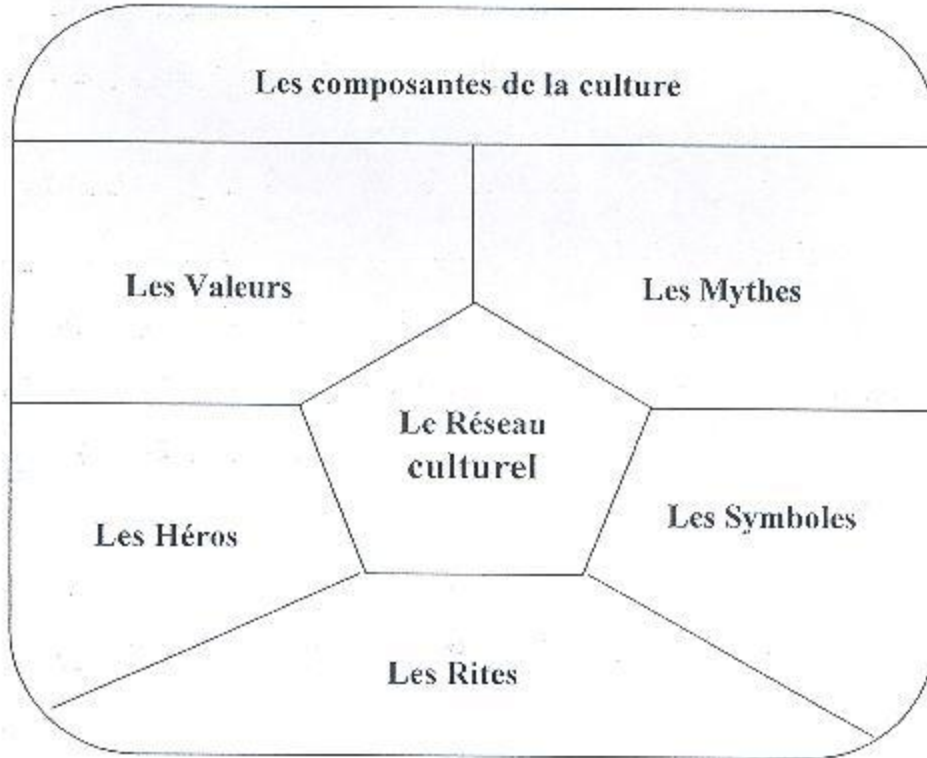 Les composantes de la culture
Les Valeurs
Les Mythes
Le Réseau
culturel
Les Héros
Les Symboles
Les Rites